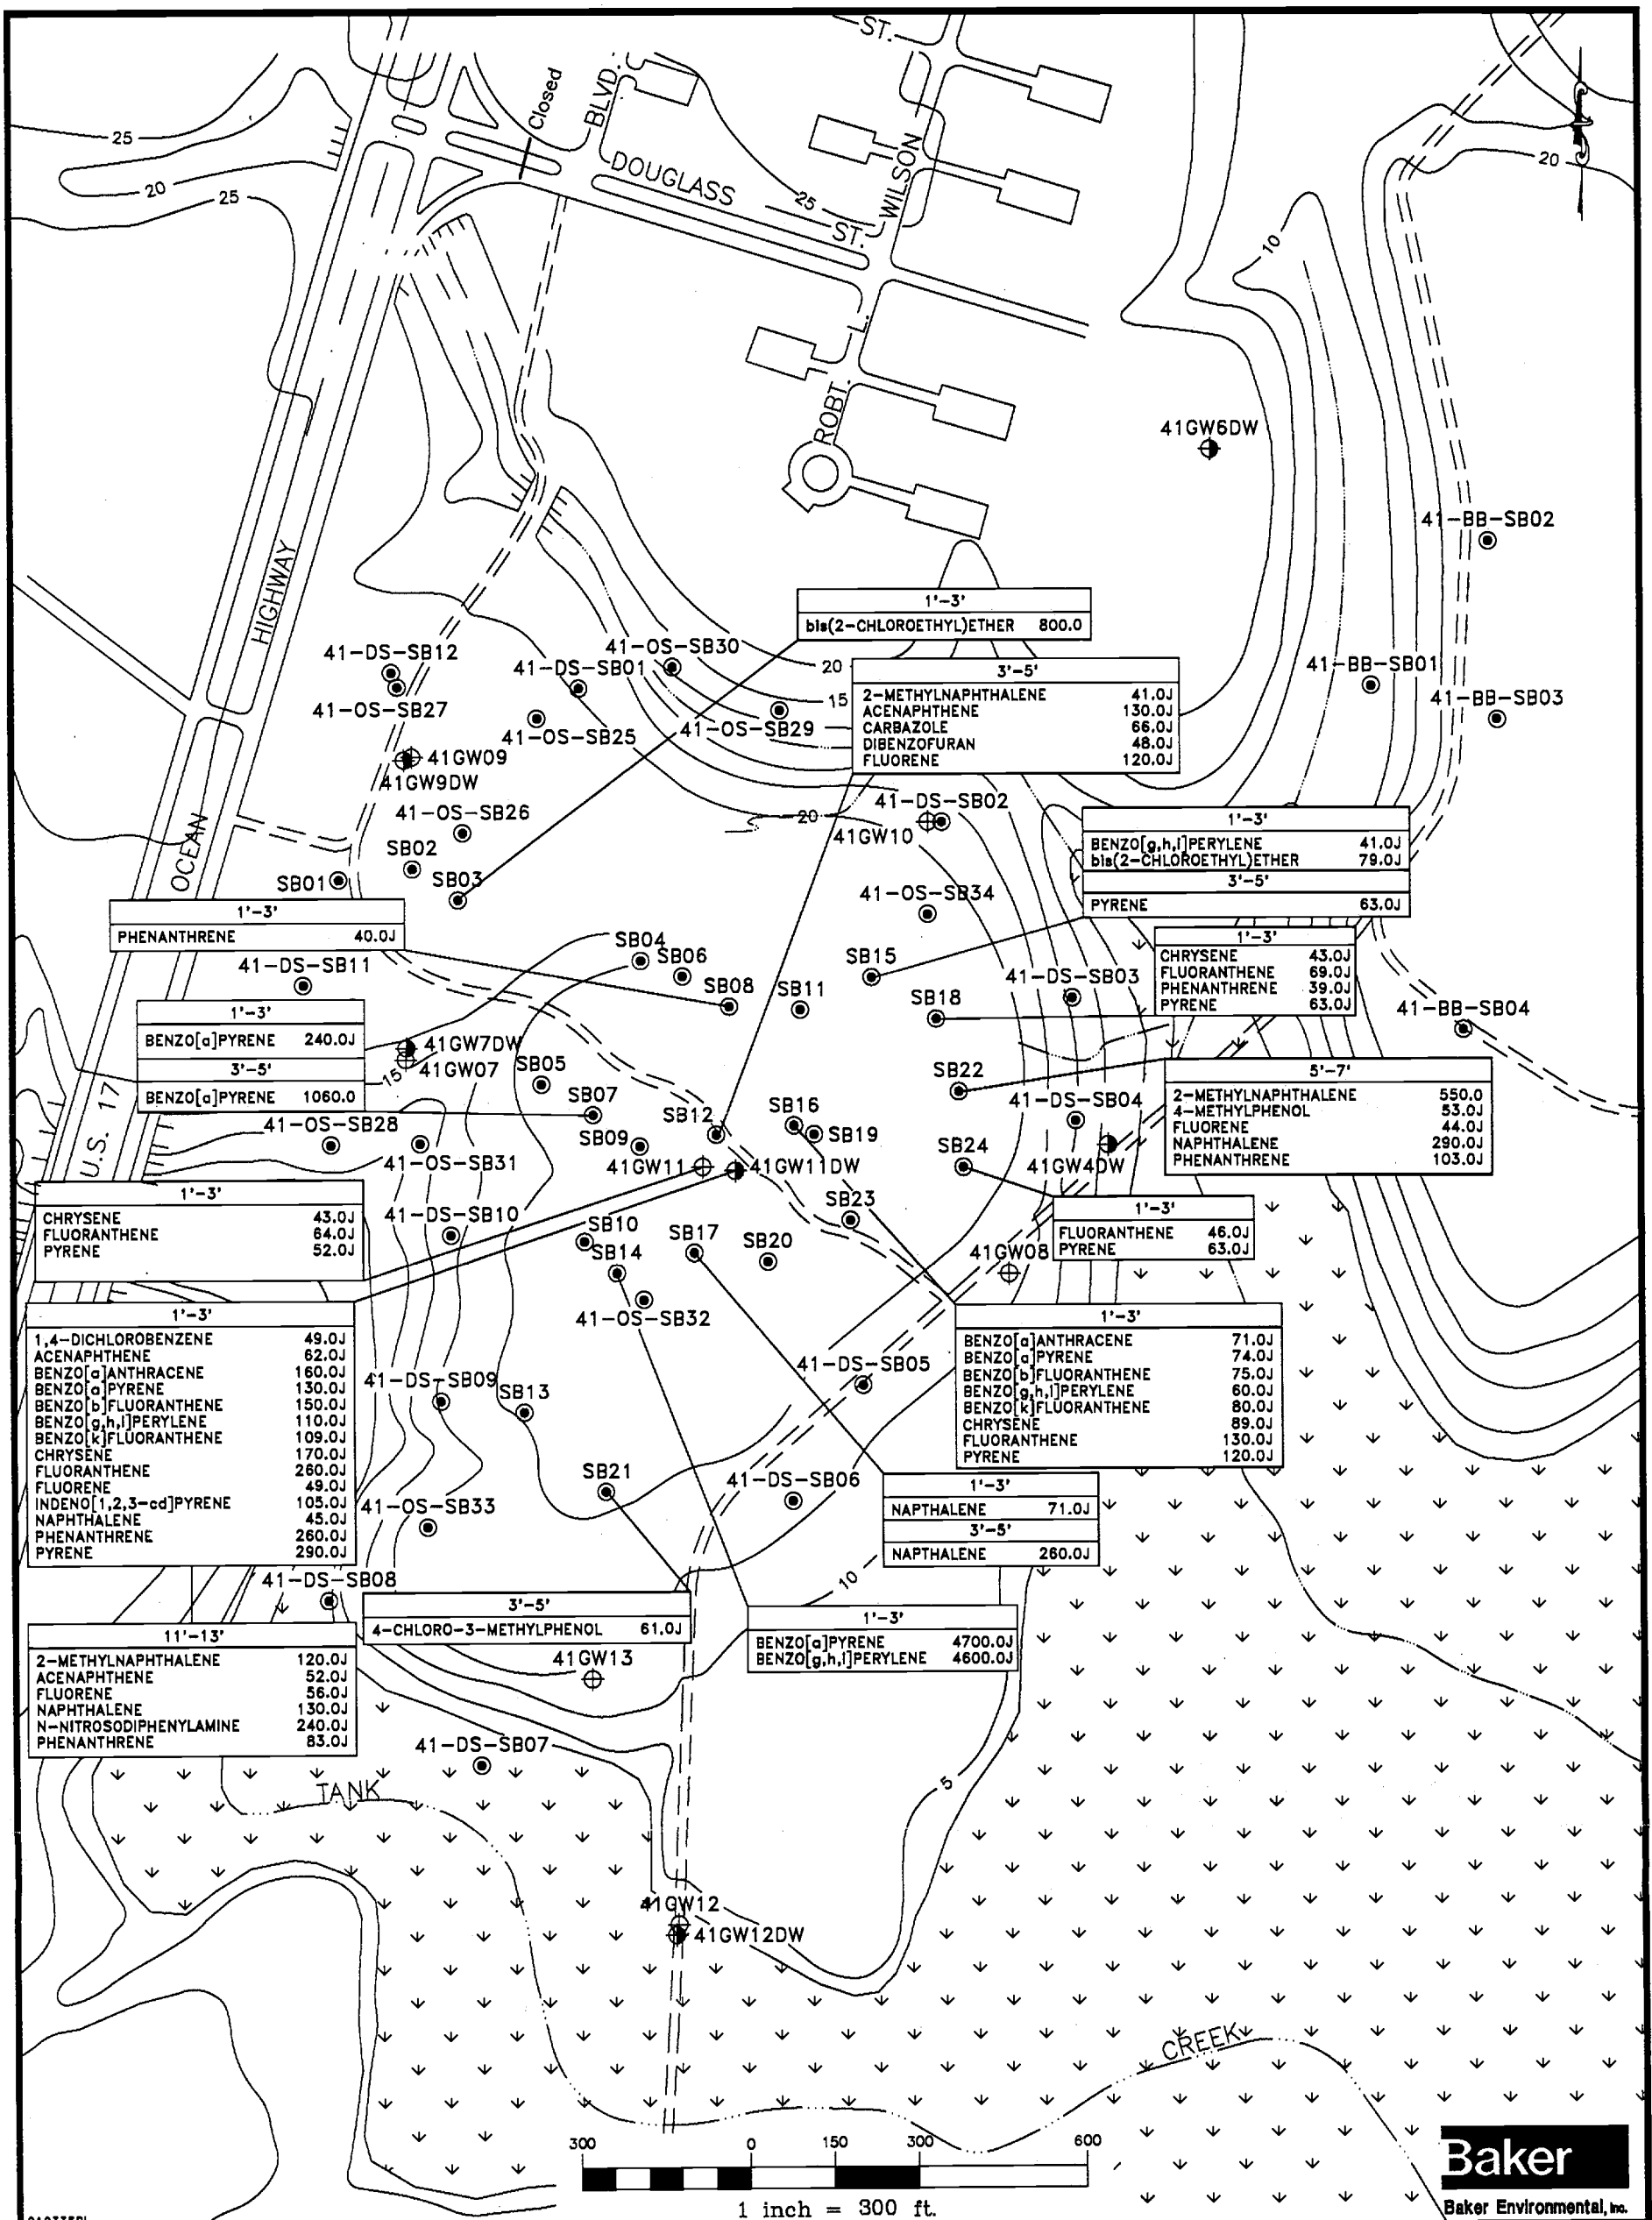 ST.
Closed
BLVD.
25
DOUGLASS
ST.
WILSON
25
20
25
20
10
L.
ROBT.
41GW6DW
41-BB-SB02
HIGHWAY
1'-3'
bis(2-CHLOROETHYL)ETHER 800.0
41-DS-SB12
41-OS-SB30
41-DS-SB01
20
41-BB-SB01
3'-5'
2-METHYLNAPHTHALENE 41.0J
ACENAPHTHENE 130.0J
CARBAZOLE 66.0J
DIBENZOFURAN 48.0J
FLUORENE 120.0J
15
41-BB-SB03
41-OS-SB27
41-OS-SB25
41-OS-SB29
41GW09
41GW9DW
41-OS-SB26
20
41-DS-SB02
41GW10
OCEAN
SB02
SB01
SB03
1'-3'
BENZO[g,h,i]PERYLENE 41.0J
bis(2-CHLOROETHYL)ETHER 79.0J
3'-5'
PYRENE 63.0J
41-OS-SB34
1'-3'
PHENANTHRENE 40.0J
SB04
SB06
SB08
SB11
SB15
SB18
41-DS-SB03
1'-3'
CHRYSENE 43.0J
FLUORANTHENE 69.0J
PHENANTHRENE 39.0J
PYRENE 63.0J
41-BB-SB04
41-DS-SB11
1'-3'
BENZO[a]PYRENE 240.0J
3'-5'
BENZO[a]PYRENE 1060.0
41GW7DW
41GW07
15
SB05
SB07
SB22
5'-7'
2-METHYLNAPHTHALENE 550.0
4-METHYLPHENOL 53.0J
FLUORENE 44.0J
NAPHTHALENE 290.0J
PHENANTHRENE 103.0J
U.S. 17
41-OS-SB28
41-OS-SB31
SB09
SB12
SB16
SB19
41-DS-SB04
SB24
41GW4DW
41GW11
41GW11DW
1'-3'
CHRYSENE 43.0J
FLUORANTHENE 64.0J
PYRENE 52.0J
41-DS-SB10
SB10
SB14
SB17
SB20
SB23
41GW08
1'-3'
FLUORANTHENE 46.0J
PYRENE 63.0J
41-OS-SB32
1'-3'
1,4-DICHLOROBENZENE 49.0J
ACENAPHTHENE 62.0J
BENZO[a]ANTHRACENE 160.0J
BENZO[a]PYRENE 130.0J
BENZO[b]FLUORANTHENE 150.0J
BENZO[g,h,i]PERYLENE 110.0J
BENZO[k]FLUORANTHENE 109.0J
CHRYSENE 170.0J
FLUORANTHENE 260.0J
FLUORENE 49.0J
INDENO[1,2,3-cd]PYRENE 105.0J
NAPHTHALENE 45.0J
PHENANTHRENE 260.0J
PYRENE 290.0J
1'-3'
BENZO[a]ANTHRACENE 71.0J
BENZO[a]PYRENE 74.0J
BENZO[b]FLUORANTHENE 75.0J
BENZO[g,h,i]PERYLENE 60.0J
BENZO[k]FLUORANTHENE 80.0J
CHRYSENE 89.0J
FLUORANTHENE 130.0J
PYRENE 120.0J
41-DS-SB09
SB13
41-DS-SB05
SB21
41-DS-SB06
41-OS-SB33
1'-3'
NAPTHALENE 71.0J
3'-5'
NAPTHALENE 260.0J
10
41-DS-SB08
3'-5'
4-CHLORO-3-METHYLPHENOL 61.0J
1'-3'
BENZO[a]PYRENE 4700.0J
BENZO[g,h,i]PERYLENE 4600.0J
11'-13'
2-METHYLNAPHTHALENE 120.0J
ACENAPHTHENE 52.0J
FLUORENE 56.0J
NAPHTHALENE 130.0J
N-NITROSODIPHENYLAMINE 240.0J
PHENANTHRENE 83.0J
41GW13
41-DS-SB07
TANK
5
41GW12
41GW12DW
CREEK
300 0 150 300 600
1 inch = 300 ft.
Baker
Baker Environmental, Inc.